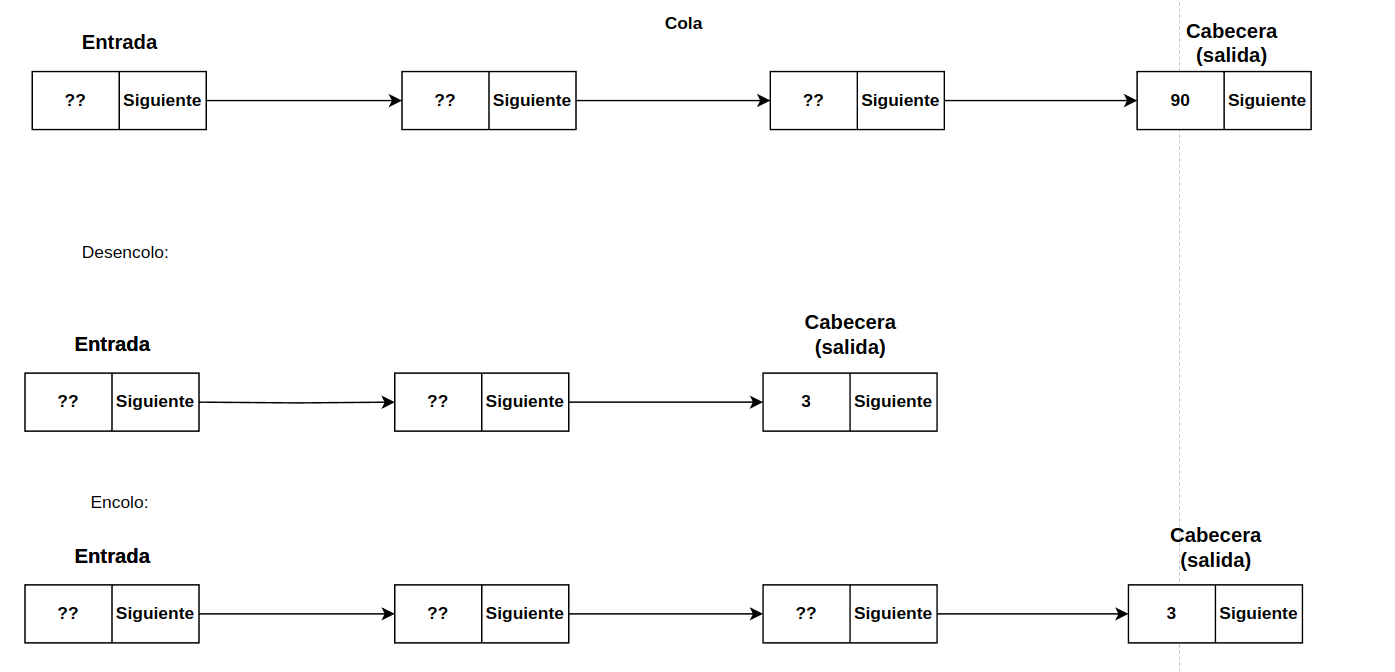 Cola
Entrada
Cabecera
(salida)
?? Siguiente ?? Siguiente ?? Siguiente 90 Siguiente
Desencolo:
Cabecera
(salida)
Entrada
?? Siguiente ?? Siguiente 3 Siguiente
Encolo:
Cabecera
(salida)
Entrada
?? Siguiente ?? Siguiente ?? Siguiente 3 Siguiente